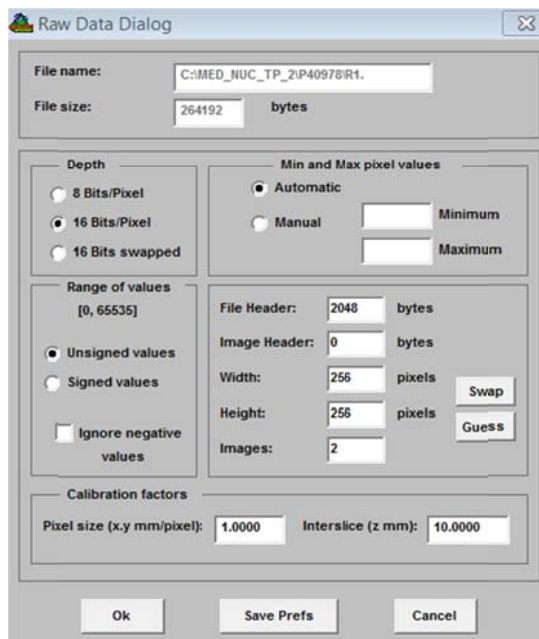 Raw Data Dialog
File name: C:\MED_NUC_TP_2\P40978\R1.
File size: 264192 bytes
Depth
8 Bits/Pixel
16 Bits/Pixel
16 Bits swapped
Min and Max pixel values
Automatic
Manual Minimum
Maximum
Range of values
[0, 65535]
Unsigned values
Signed values
Ignore negative
values
File Header: 2048 bytes
Image Header: 0 bytes
Width: 256 pixels
Height: 256 pixels
Images: 2
Swap
Guess
Calibration factors
Pixel size (x.y mm/pixel): 1.0000 Interslice (z mm): 10.0000
Ok Save Prefs Cancel